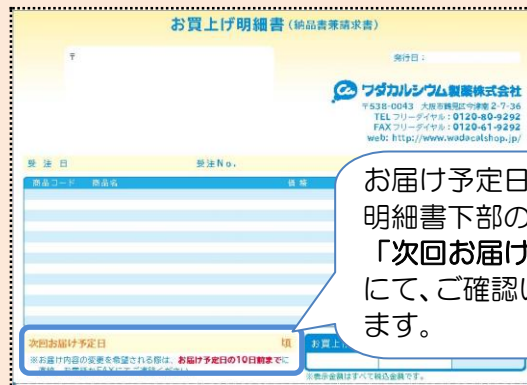 お買上げ明細書(納品書兼請求書)
〒
発行日:
Ca ワダカルシウム製薬株式会社
〒538-0043 大阪市鶴見区今津南2-7-36
TEL フリーダイヤル:0120-80-9292
FAX フリーダイヤル:0120-61-9292
web: http://www.wadacalshop.jp/
受注日 受注No.
商品コード 商品名 価格
お届け予定日
明細書下部の
「次回お届け
にて、ご確認い
ます。
次回お届け予定日 頃
お買上
※お届け内容の変更を希望される際は、お届け予定日の10日前までに
※表示金額はすべて税込金額です。